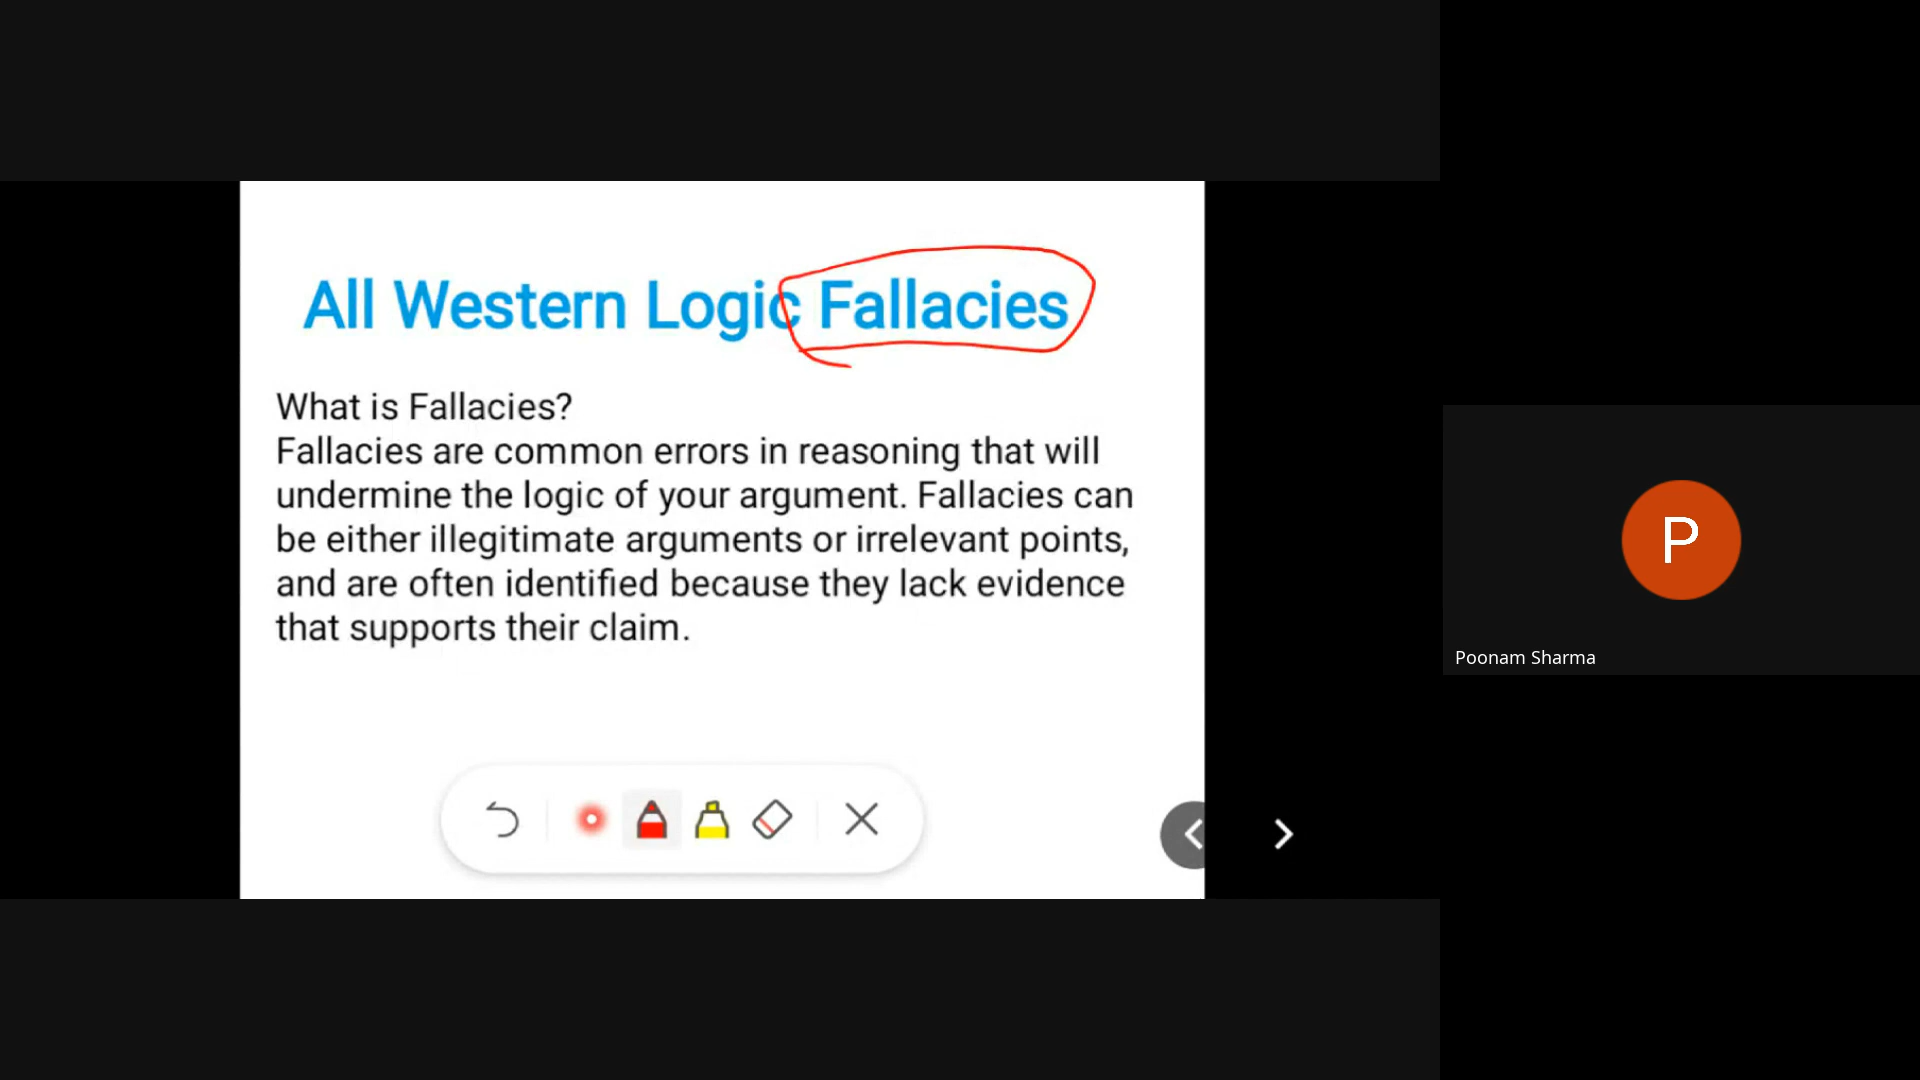 All Western Logic Fallacies
What is Fallacies?
Fallacies are common errors in reasoning that will
undermine the logic of your argument. Fallacies can
be either illegitimate arguments or irrelevant points,
and are often identified because they lack evidence
that supports their claim.
P
Poonam Sharma